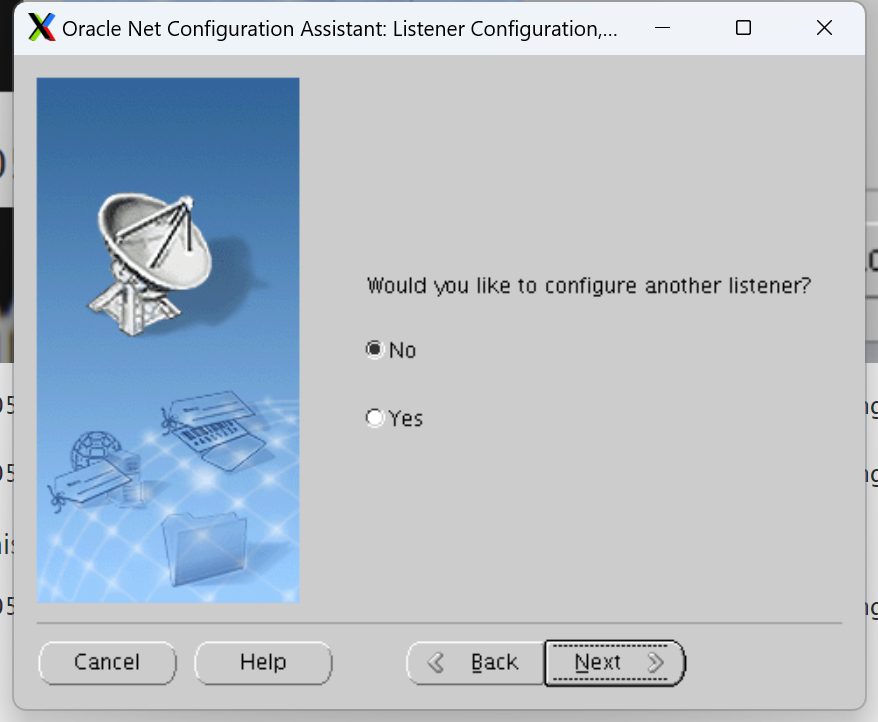 Oracle Net Configuration Assistant: Listener Configuration,...
Would you like to configure another listener?
No
Yes
Cancel
Help
Back
Next